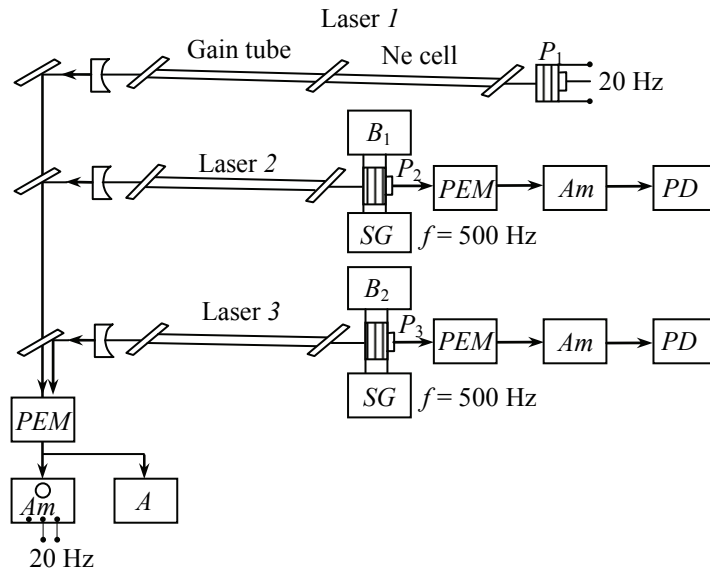 Laser 1
Gain tube Ne cell P₁
20 Hz
B₁
Laser 2 P₂
PEM Am PD
SG f = 500 Hz
B₂
Laser 3 P₃
PEM Am PD
SG f = 500 Hz
PEM
Am A
20 Hz